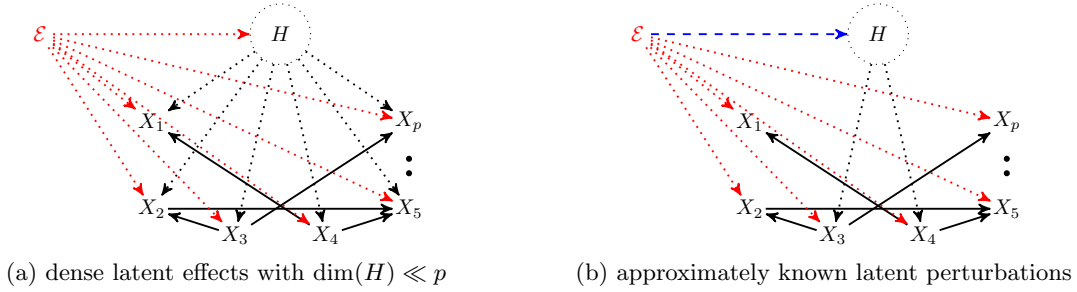 ℰ H
X₁ Xₚ
X₂ X₅
X₃ X₄
(a) dense latent effects with dim(H) ≪ p
ℰ H
X₁ Xₚ
X₂ X₅
X₃ X₄
(b) approximately known latent perturbations